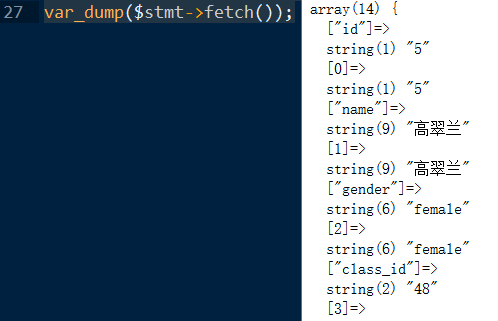 27 var_dump($stmt->fetch());
array(14) {
["id"]=>
string(1) "5"
[0]=>
string(1) "5"
["name"]=>
string(9) "高翠兰"
[1]=>
string(9) "高翠兰"
["gender"]=>
string(6) "female"
[2]=>
string(6) "female"
["class_id"]=>
string(2) "48"
[3]=>